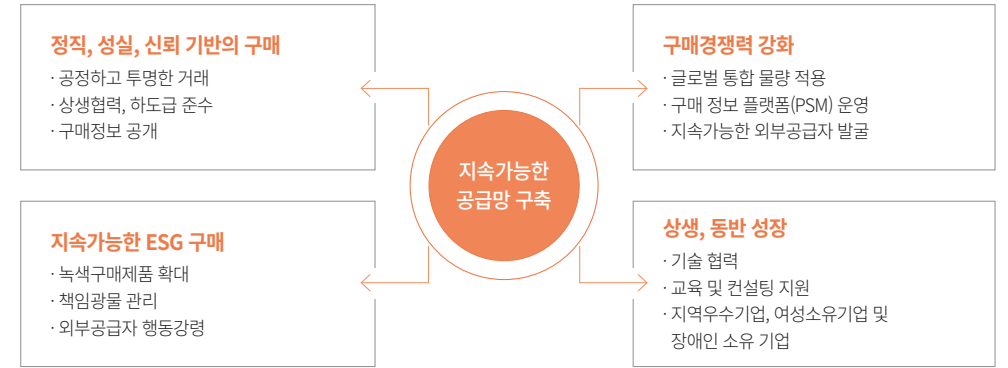 정직, 성실, 신뢰 기반의 구매
· 공정하고 투명한 거래
· 상생협력, 하도급 준수
· 구매정보 공개
구매경쟁력 강화
· 글로벌 통합 물량 적용
· 구매 정보 플랫폼(PSM) 운영
· 지속가능한 외부공급자 발굴
지속가능한
공급망 구축
지속가능한 ESG 구매
· 녹색구매제품 확대
· 책임광물 관리
· 외부공급자 행동강령
상생, 동반 성장
· 기술 협력
· 교육 및 컨설팅 지원
· 지역우수기업, 여성소유기업 및
장애인 소유 기업